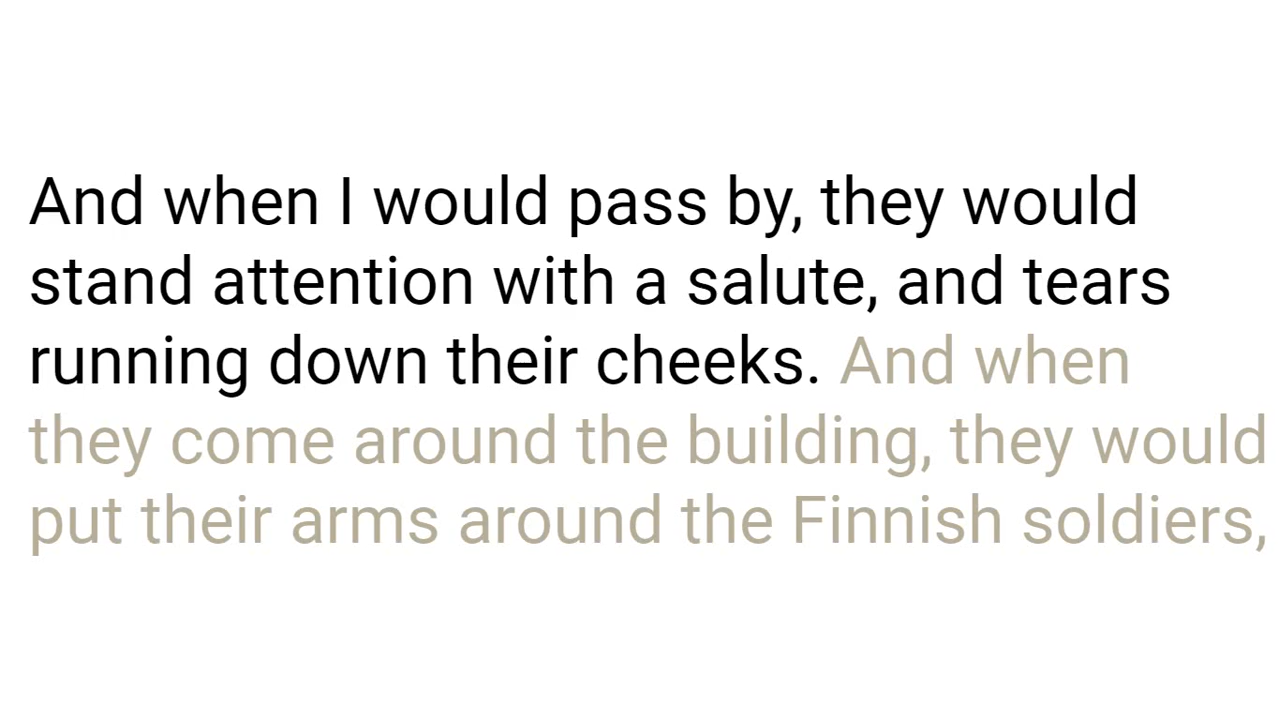 And when I would pass by, they would
stand attention with a salute, and tears
running down their cheeks. And when
they come around the building, they would
put their arms around the Finnish soldiers,